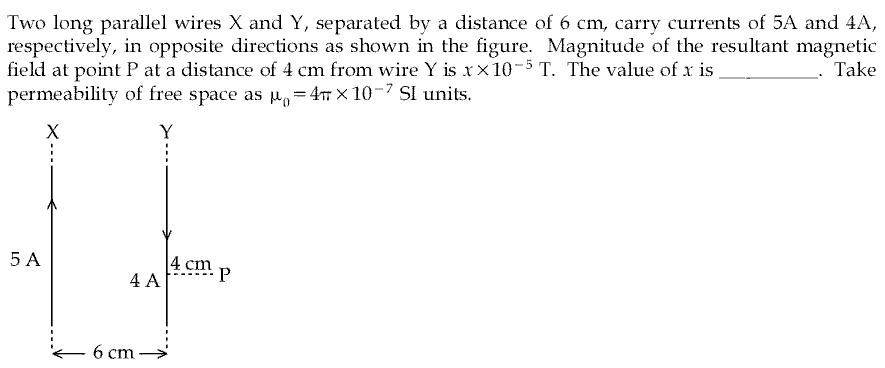 Two long parallel wires X and Y, separated by a distance of 6 cm, carry currents of 5A and 4A,
respectively, in opposite directions as shown in the figure. Magnitude of the resultant magnetic
field at point P at a distance of 4 cm from wire Y is x×10⁻⁵ T. The value of x is __________. Take
permeability of free space as μ₀=4π×10⁻⁷ SI units.
X Y
5 A
4 cm
P
4 A
6 cm